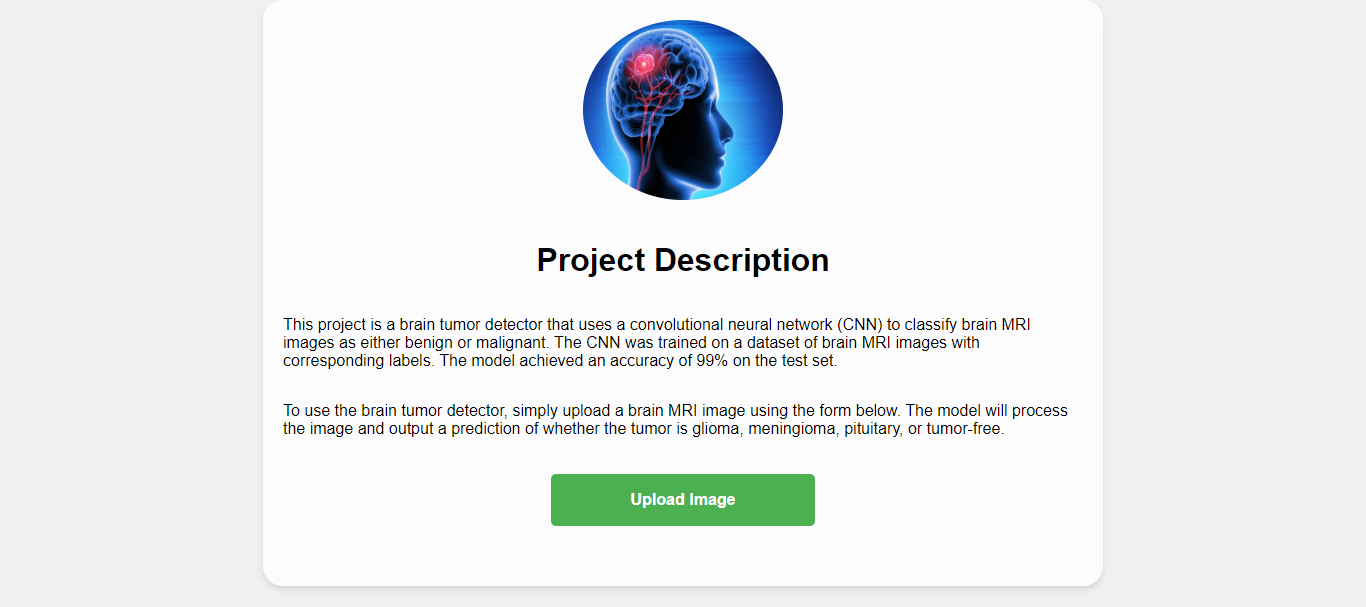 Project Description
This project is a brain tumor detector that uses a convolutional neural network (CNN) to classify brain MRI
images as either benign or malignant. The CNN was trained on a dataset of brain MRI images with
corresponding labels. The model achieved an accuracy of 99% on the test set.
To use the brain tumor detector, simply upload a brain MRI image using the form below. The model will process
the image and output a prediction of whether the tumor is glioma, meningioma, pituitary, or tumor-free.
Upload Image